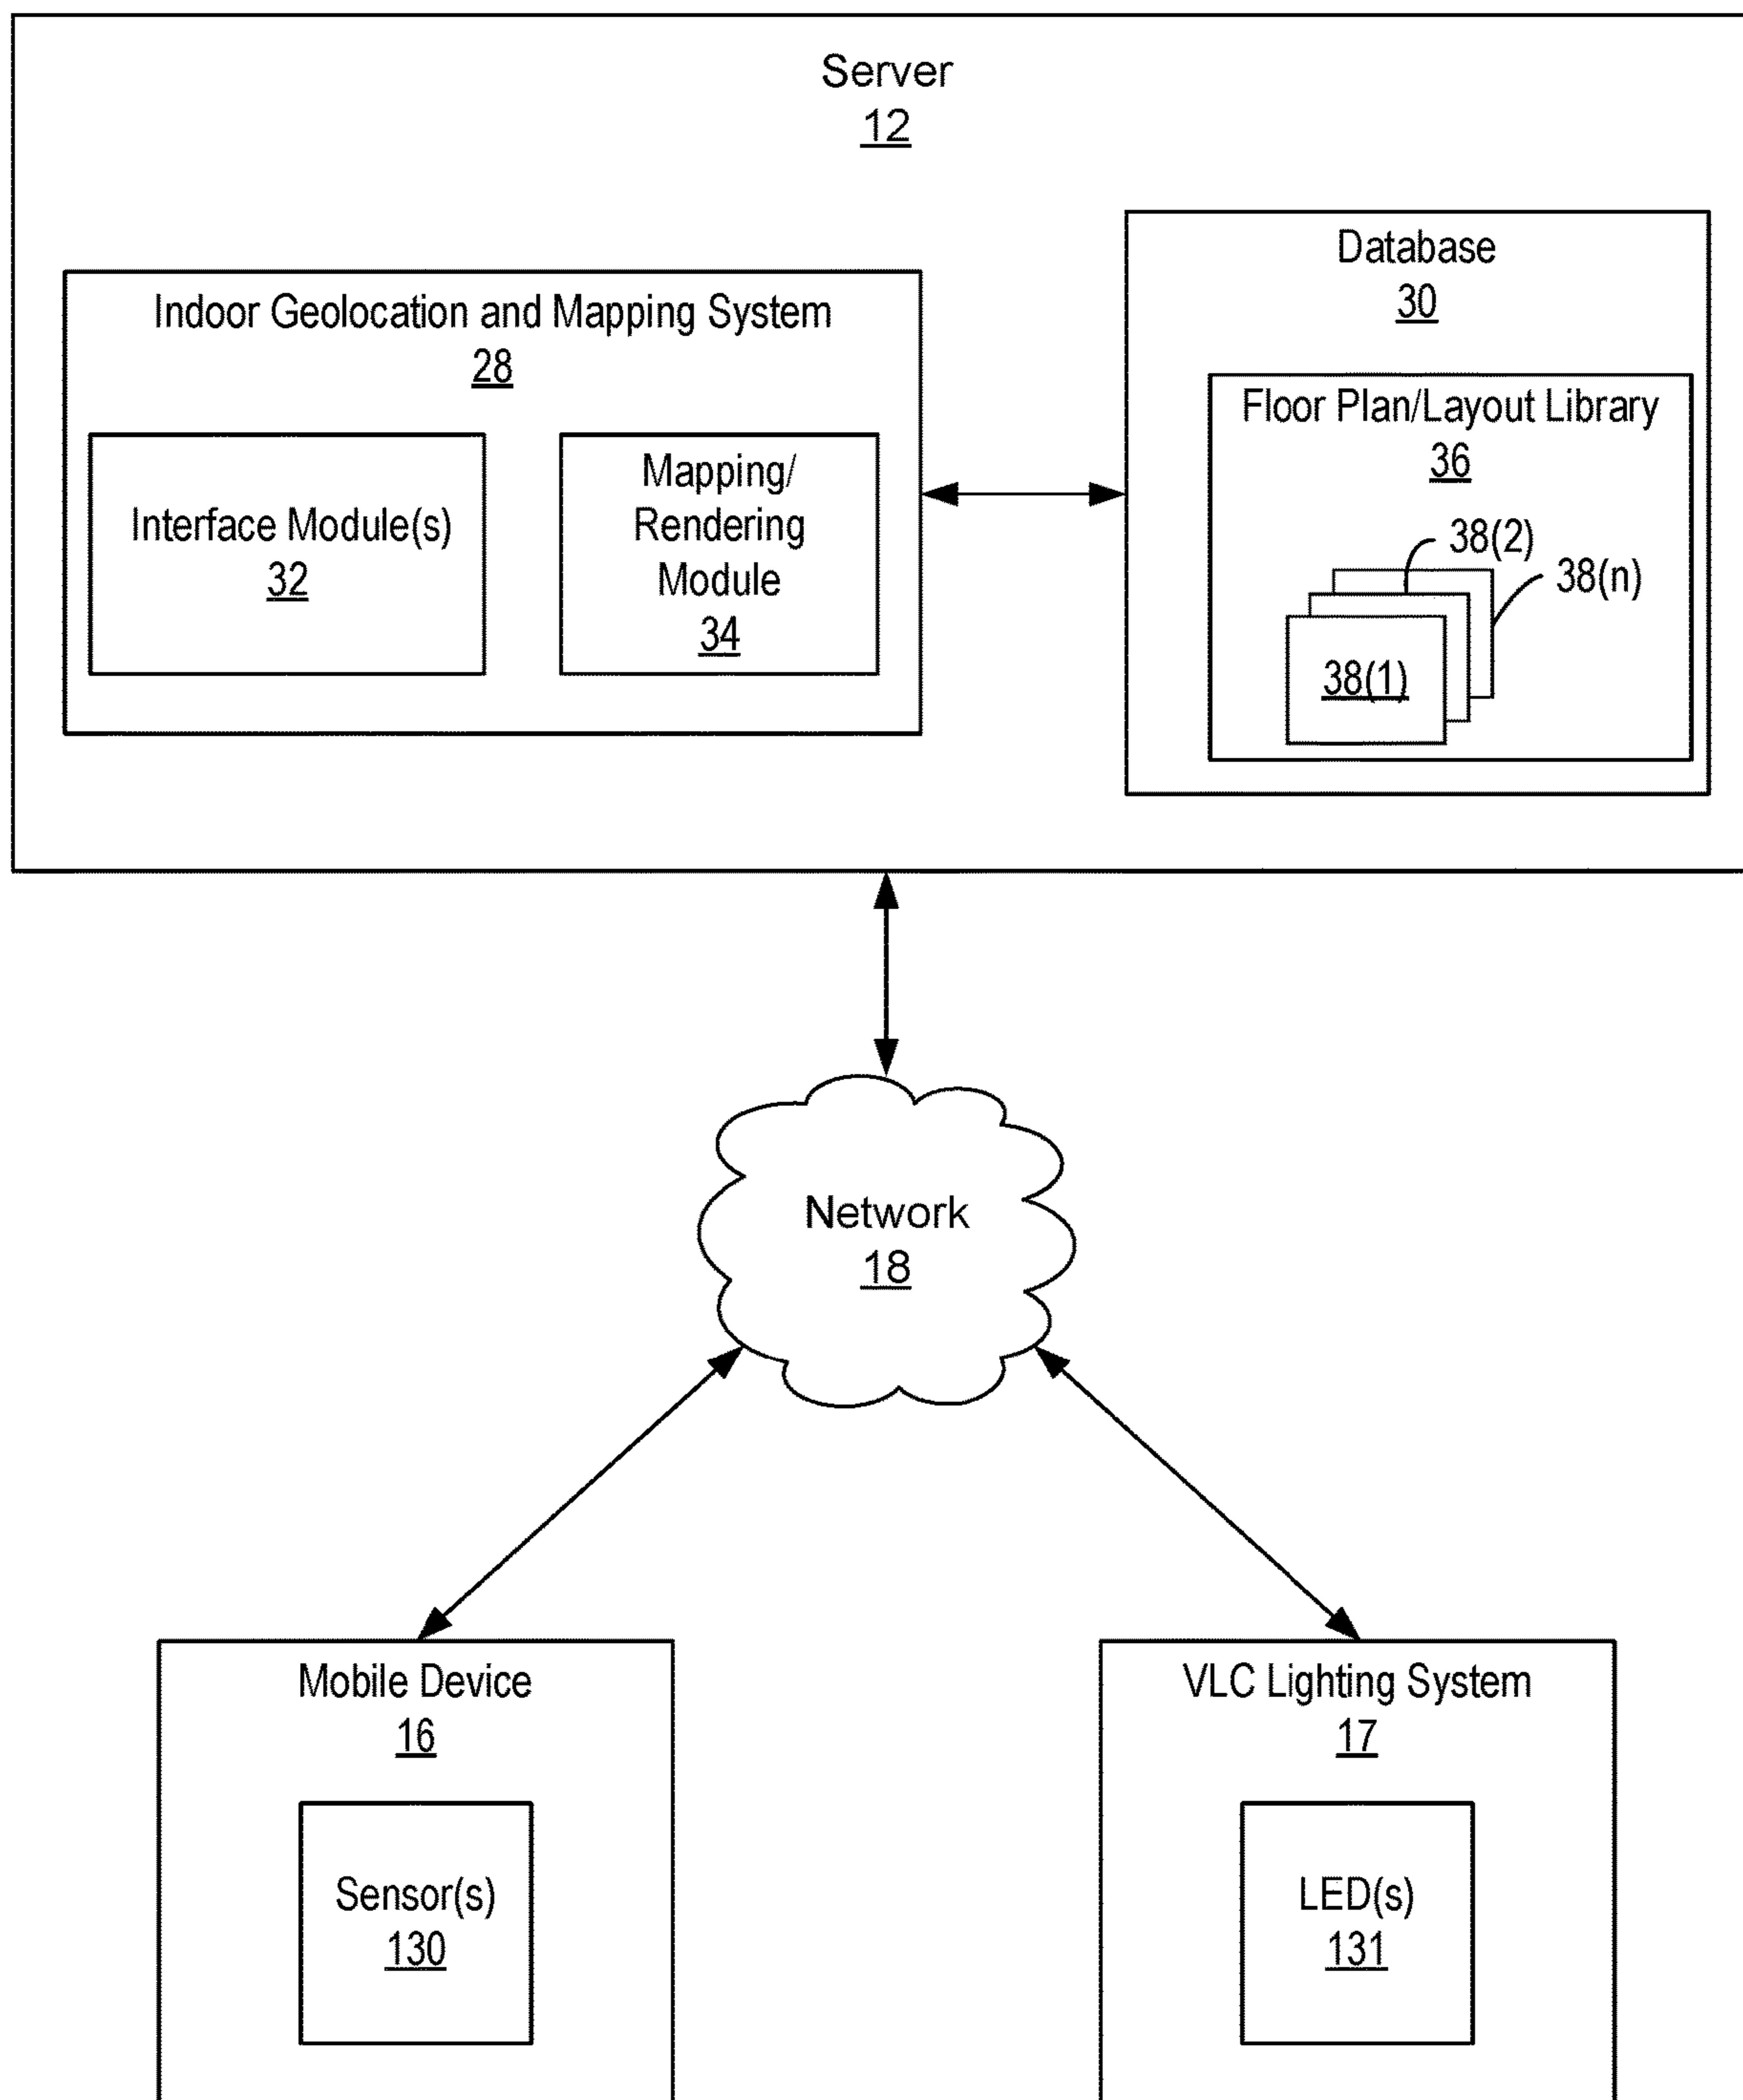 Server
12
Indoor Geolocation and Mapping System
28
Interface Module(s)
32
Mapping/
Rendering
Module
34
Database
30
Floor Plan/Layout Library
36
38(2)
38(n)
38(1)
Network
18
Mobile Device
16
Sensor(s)
130
VLC Lighting System
17
LED(s)
131